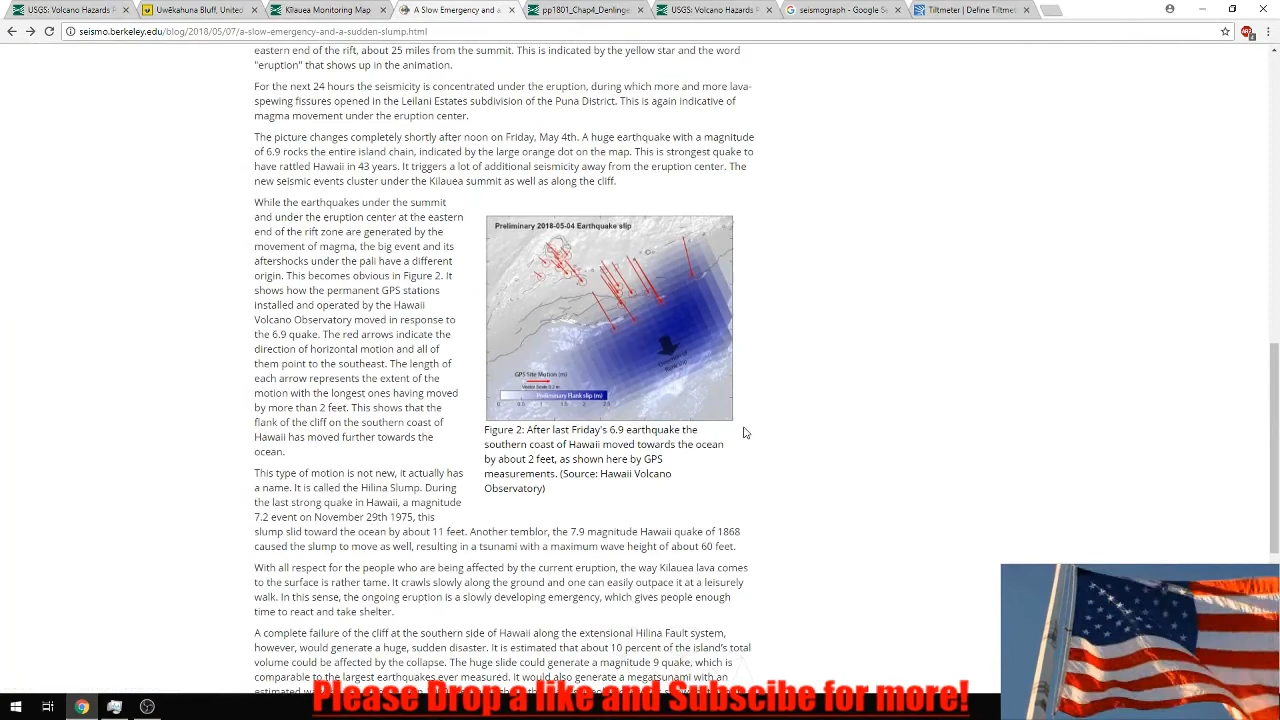 USGS: Volcano Hazards P
Uwēkahuna Bluff, United
Kīlauea Monitoring Map
A Slow Emergency and a
pp1801_Chp4_Denlinger
USGS: Volcano Hazards P
seismograph - Google Se
Tiltmeter | Define Tiltme
seismo.berkeley.edu/blog/2018/05/07/a-slow-emergency-and-a-sudden-slump.html
eastern end of the rift, about 25 miles from the summit. This is indicated by the yellow star and the word
"eruption" that shows up in the animation.
For the next 24 hours the seismicity is concentrated under the eruption, during which more and more lava-
spewing fissures opened in the Leilani Estates subdivision of the Puna District. This is again indicative of
magma movement under the eruption center.
The picture changes completely shortly after noon on Friday, May 4th. A huge earthquake with a magnitude
of 6.9 rocks the entire island chain, indicated by the large orange dot on the map. This is strongest quake to
have rattled Hawaii in 43 years. It triggers a lot of additional seismicity away from the eruption center. The
new seismic events cluster under the Kilauea summit as well as along the cliff.
While the earthquakes under the summit
and under the eruption center at the eastern
end of the rift zone are generated by the
movement of magma, the big event and its
aftershocks under the pali have a different
origin. This becomes obvious in Figure 2. It
shows how the permanent GPS stations
installed and operated by the Hawaii
Volcano Observatory moved in response to
the 6.9 quake. The red arrows indicate the
direction of horizontal motion and all of
them point to the southeast. The length of
each arrow represents the extent of the
motion with the longest ones having moved
by more than 2 feet. This shows that the
flank of the cliff on the southern coast of
Hawaii has moved further towards the
ocean.
Preliminary 2018-05-04 Earthquake slip
GPS Site Motion (m)
Preliminary Flank slip (m)
0 0.5 1 1.5 2 2.5
Figure 2: After last Friday's 6.9 earthquake the
southern coast of Hawaii moved towards the ocean
by about 2 feet, as shown here by GPS
measurements. (Source: Hawaii Volcano
Observatory)
This type of motion is not new, it actually has
a name. It is called the Hilina Slump. During
the last strong quake in Hawaii, a magnitude
7.2 event on November 29th 1975, this
slump slid toward the ocean by about 11 feet. Another temblor, the 7.9 magnitude Hawaii quake of 1868
caused the slump to move as well, resulting in a tsunami with a maximum wave height of about 60 feet.
With all respect for the people who are being affected by the current eruption, the way Kilauea lava comes
to the surface is rather tame. It crawls slowly along the ground and one can easily outpace it at a leisurely
walk. In this sense, the ongoing eruption is a slowly developing emergency, which gives people enough
time to react and take shelter.
A complete failure of the cliff at the southern side of Hawaii along the extensional Hilina Fault system,
however, would generate a huge, sudden disaster. It is estimated that about 10 percent of the island's total
volume could be affected by the collapse. The huge slide could generate a magnitude 9 quake, which is
comparable to the largest earthquakes ever measured. It would also generate a megatsunami with an
Please Drop a like and Subscibe for more!